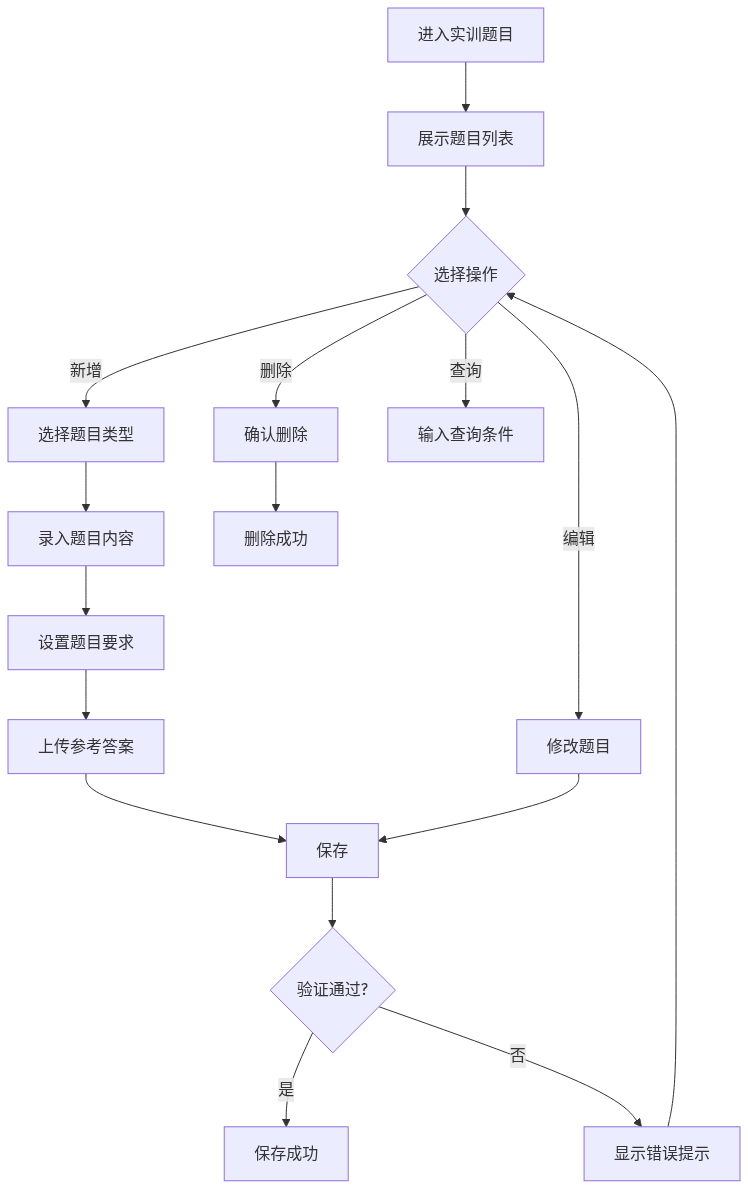 进入实训题目
展示题目列表
选择操作
新增
删除
查询
选择题目类型
确认删除
输入查询条件
录入题目内容
删除成功
编辑
设置题目要求
上传参考答案
修改题目
保存
验证通过?
否
是
保存成功
显示错误提示